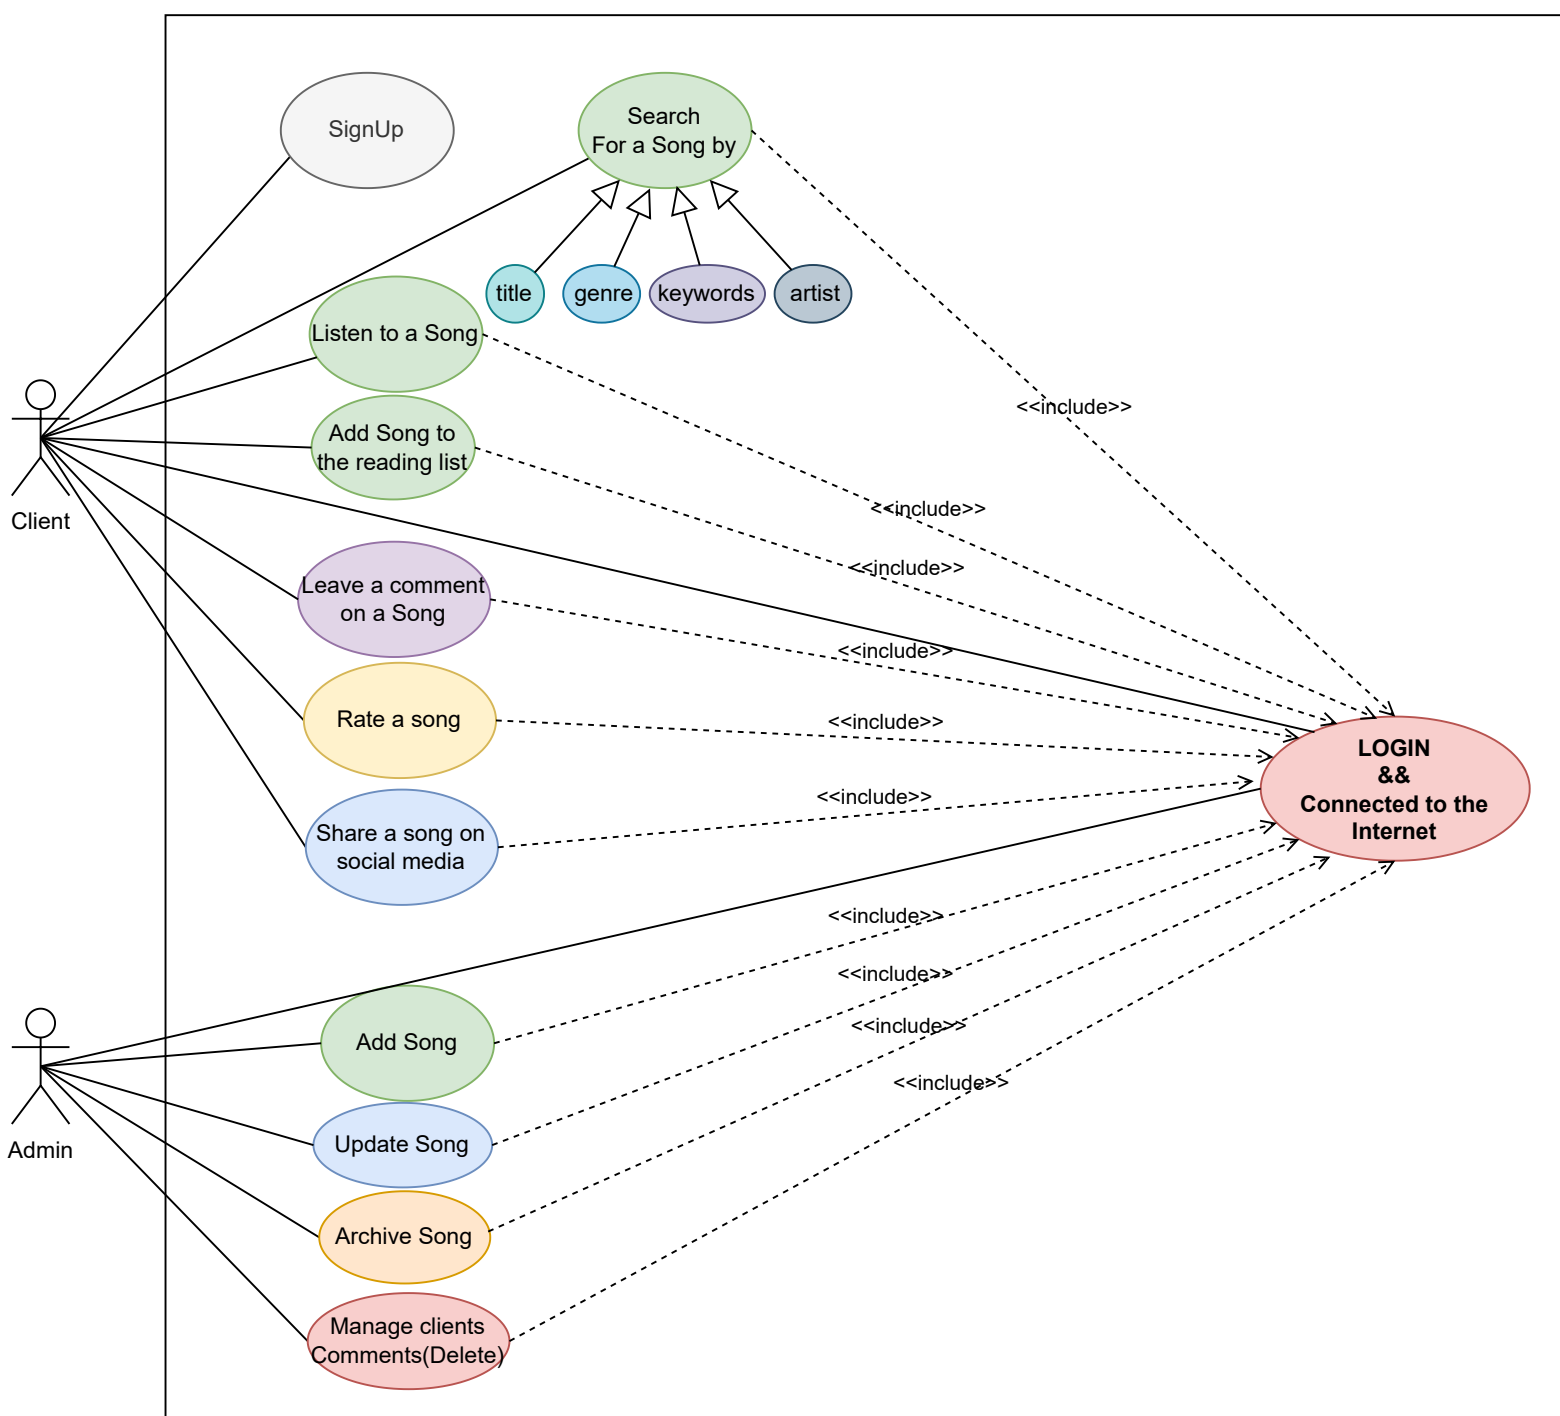 SignUp
Search
For a Song by
title
genre
keywords
artist
Listen to a Song
<<include>>
Add Song to
the reading list
Client
<<include>>
<<include>>
Leave a comment
on a Song
<<include>>
Rate a song
<<include>>
LOGIN
&&
Connected to the
Internet
<<include>>
Share a song on
social media
<<include>>
<<include>>
Add Song
<<include>>
<<include>>
Update Song
Admin
Archive Song
Manage clients
Comments(Delete)